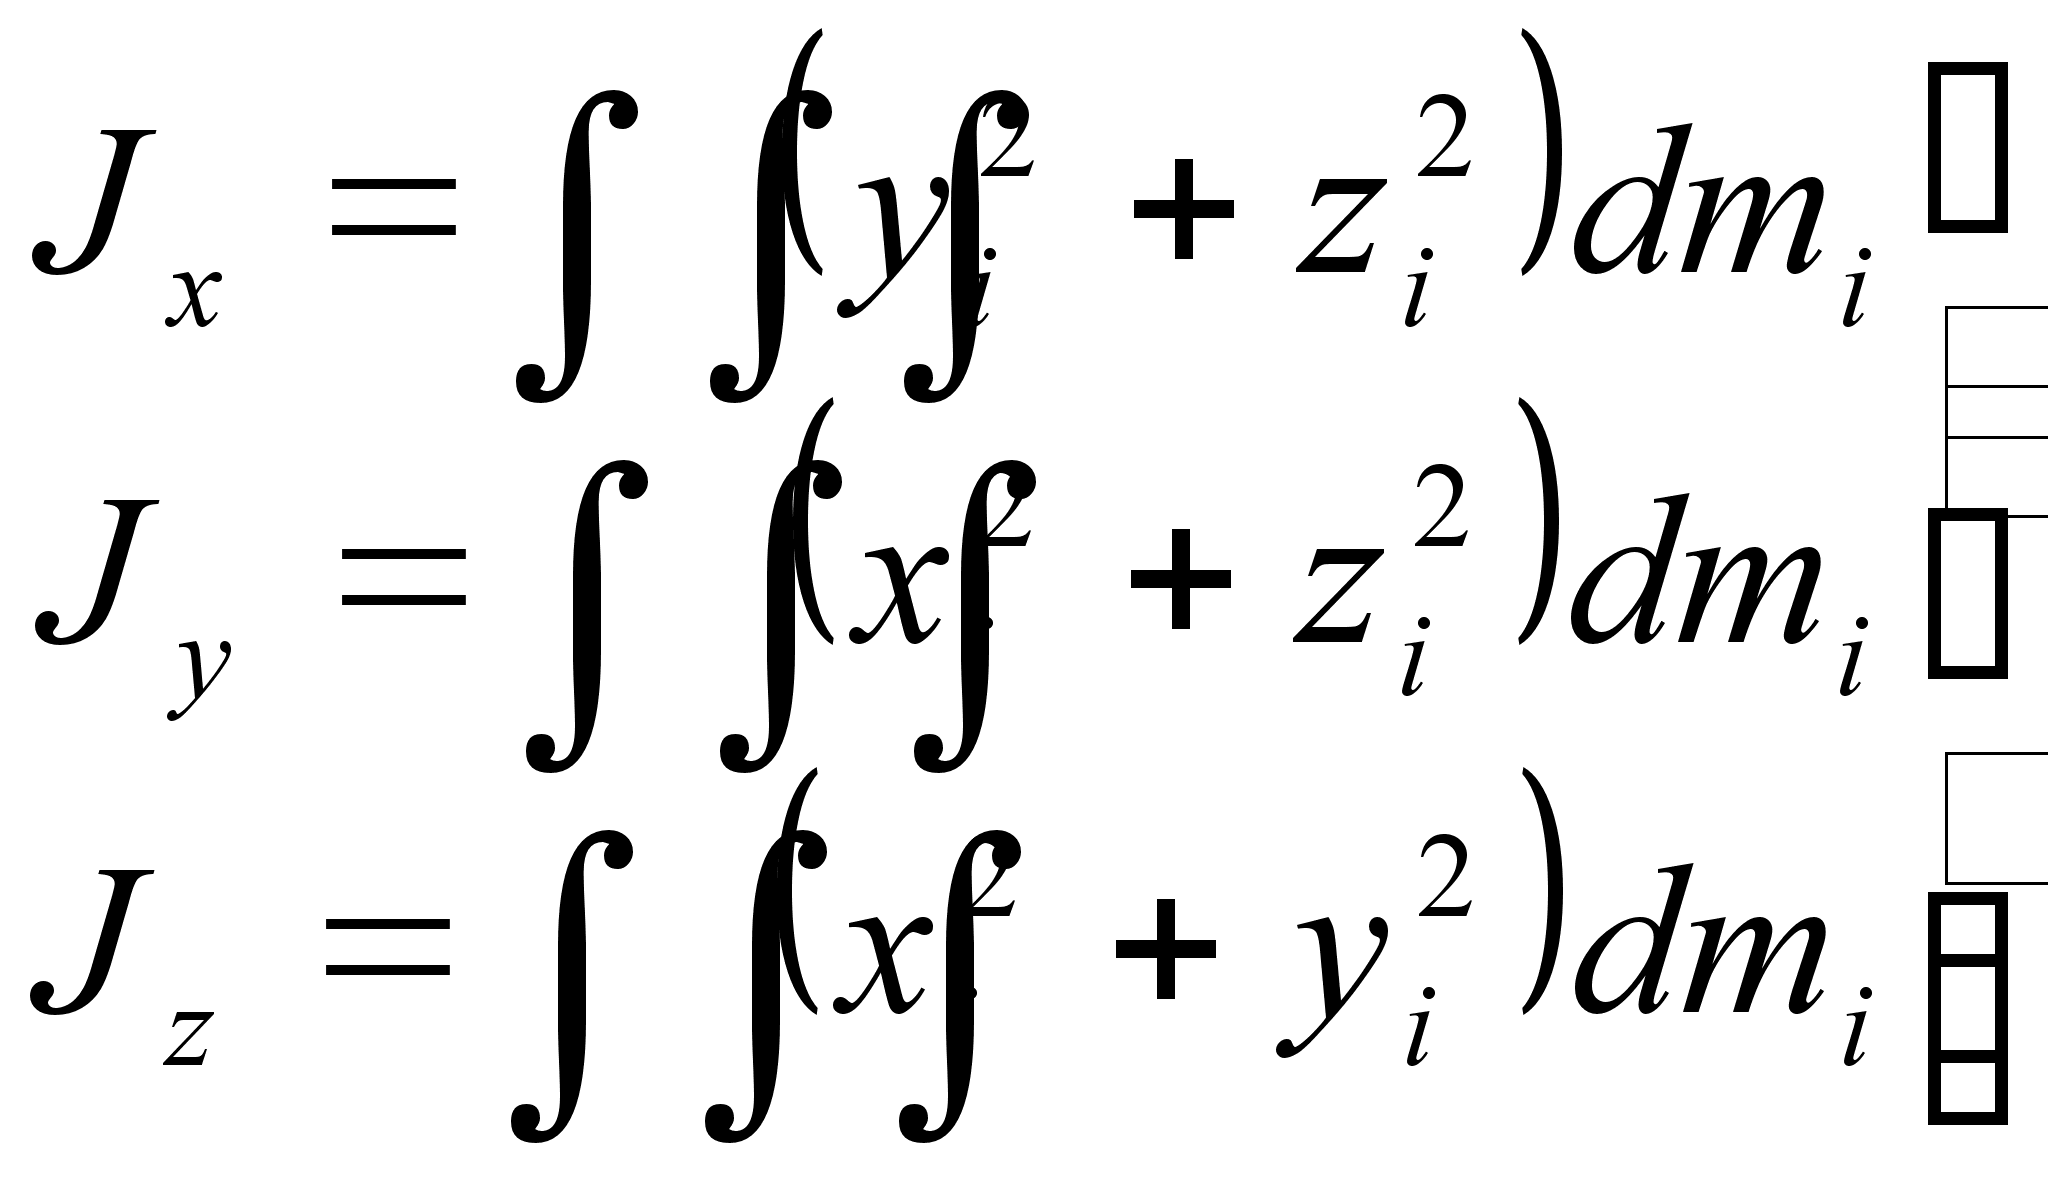 J_x = ∫∫∫(y_i^2 + z_i^2)dm_i
J_y = ∫∫∫(x_i^2 + z_i^2)dm_i
J_z = ∫∫∫(x_i^2 + y_i^2)dm_i